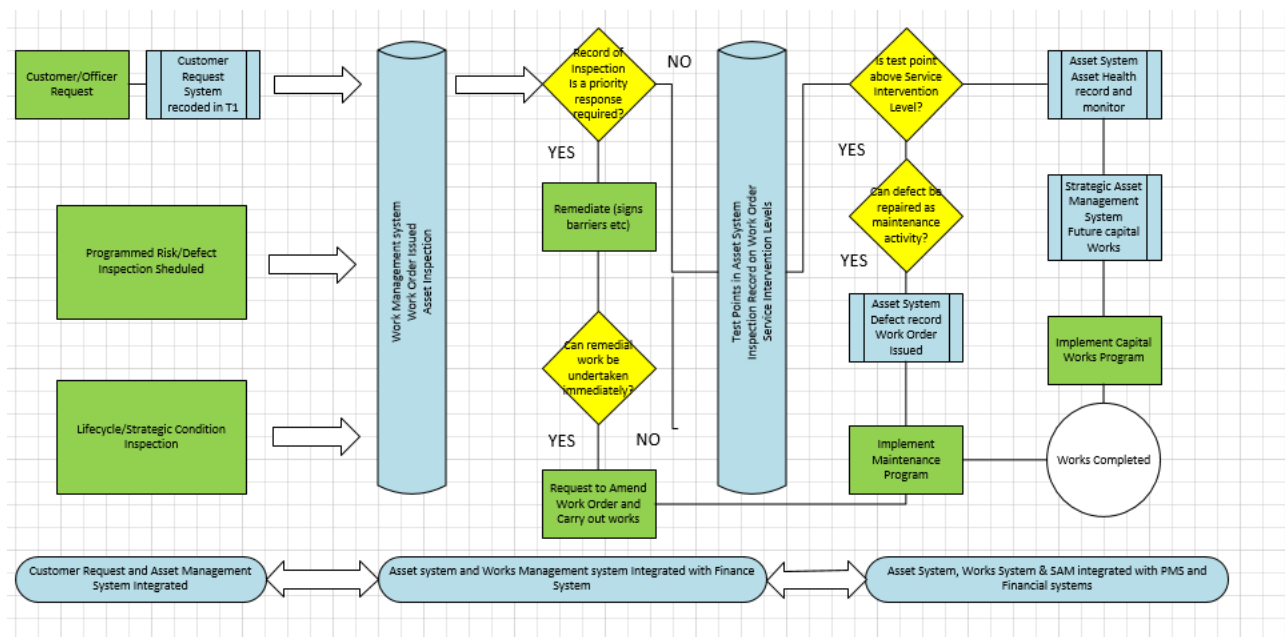 Customer/Officer
Request
Customer
Request
System
recoded in T1
Programmed Risk/Defect
Inspection Sheduled
Lifecycle/Strategic Condition
Inspection
Work Management system
Work Order Issued
Asset Inspection
Record of
Inspection
Is a priority
response
required?
NO
YES
Remediate (signs
barriers etc)
Can remedial
work be
undertaken
immediately?
YES
NO
Request to Amend
Work Order and
Carry out works
Test Points in Asset System
Inspection Record on Work Order
Service Intervention Levels
Is test point
above Service
Intervention
Level?
YES
Can defect be
repaired as
maintenance
activity?
YES
Asset System
Defect record
Work Order
Issued
Implement
Maintenance
Program
Asset System
Asset Health
record and
monitor
Strategic Asset
Management
System
Future capital
Works
Implement Capital
Works Program
Works Completed
Customer Request and Asset Management
System Integrated
Asset system and Works Management system Integrated with Finance
System
Asset System, Works System & SAM integrated with PMS and
Financial systems